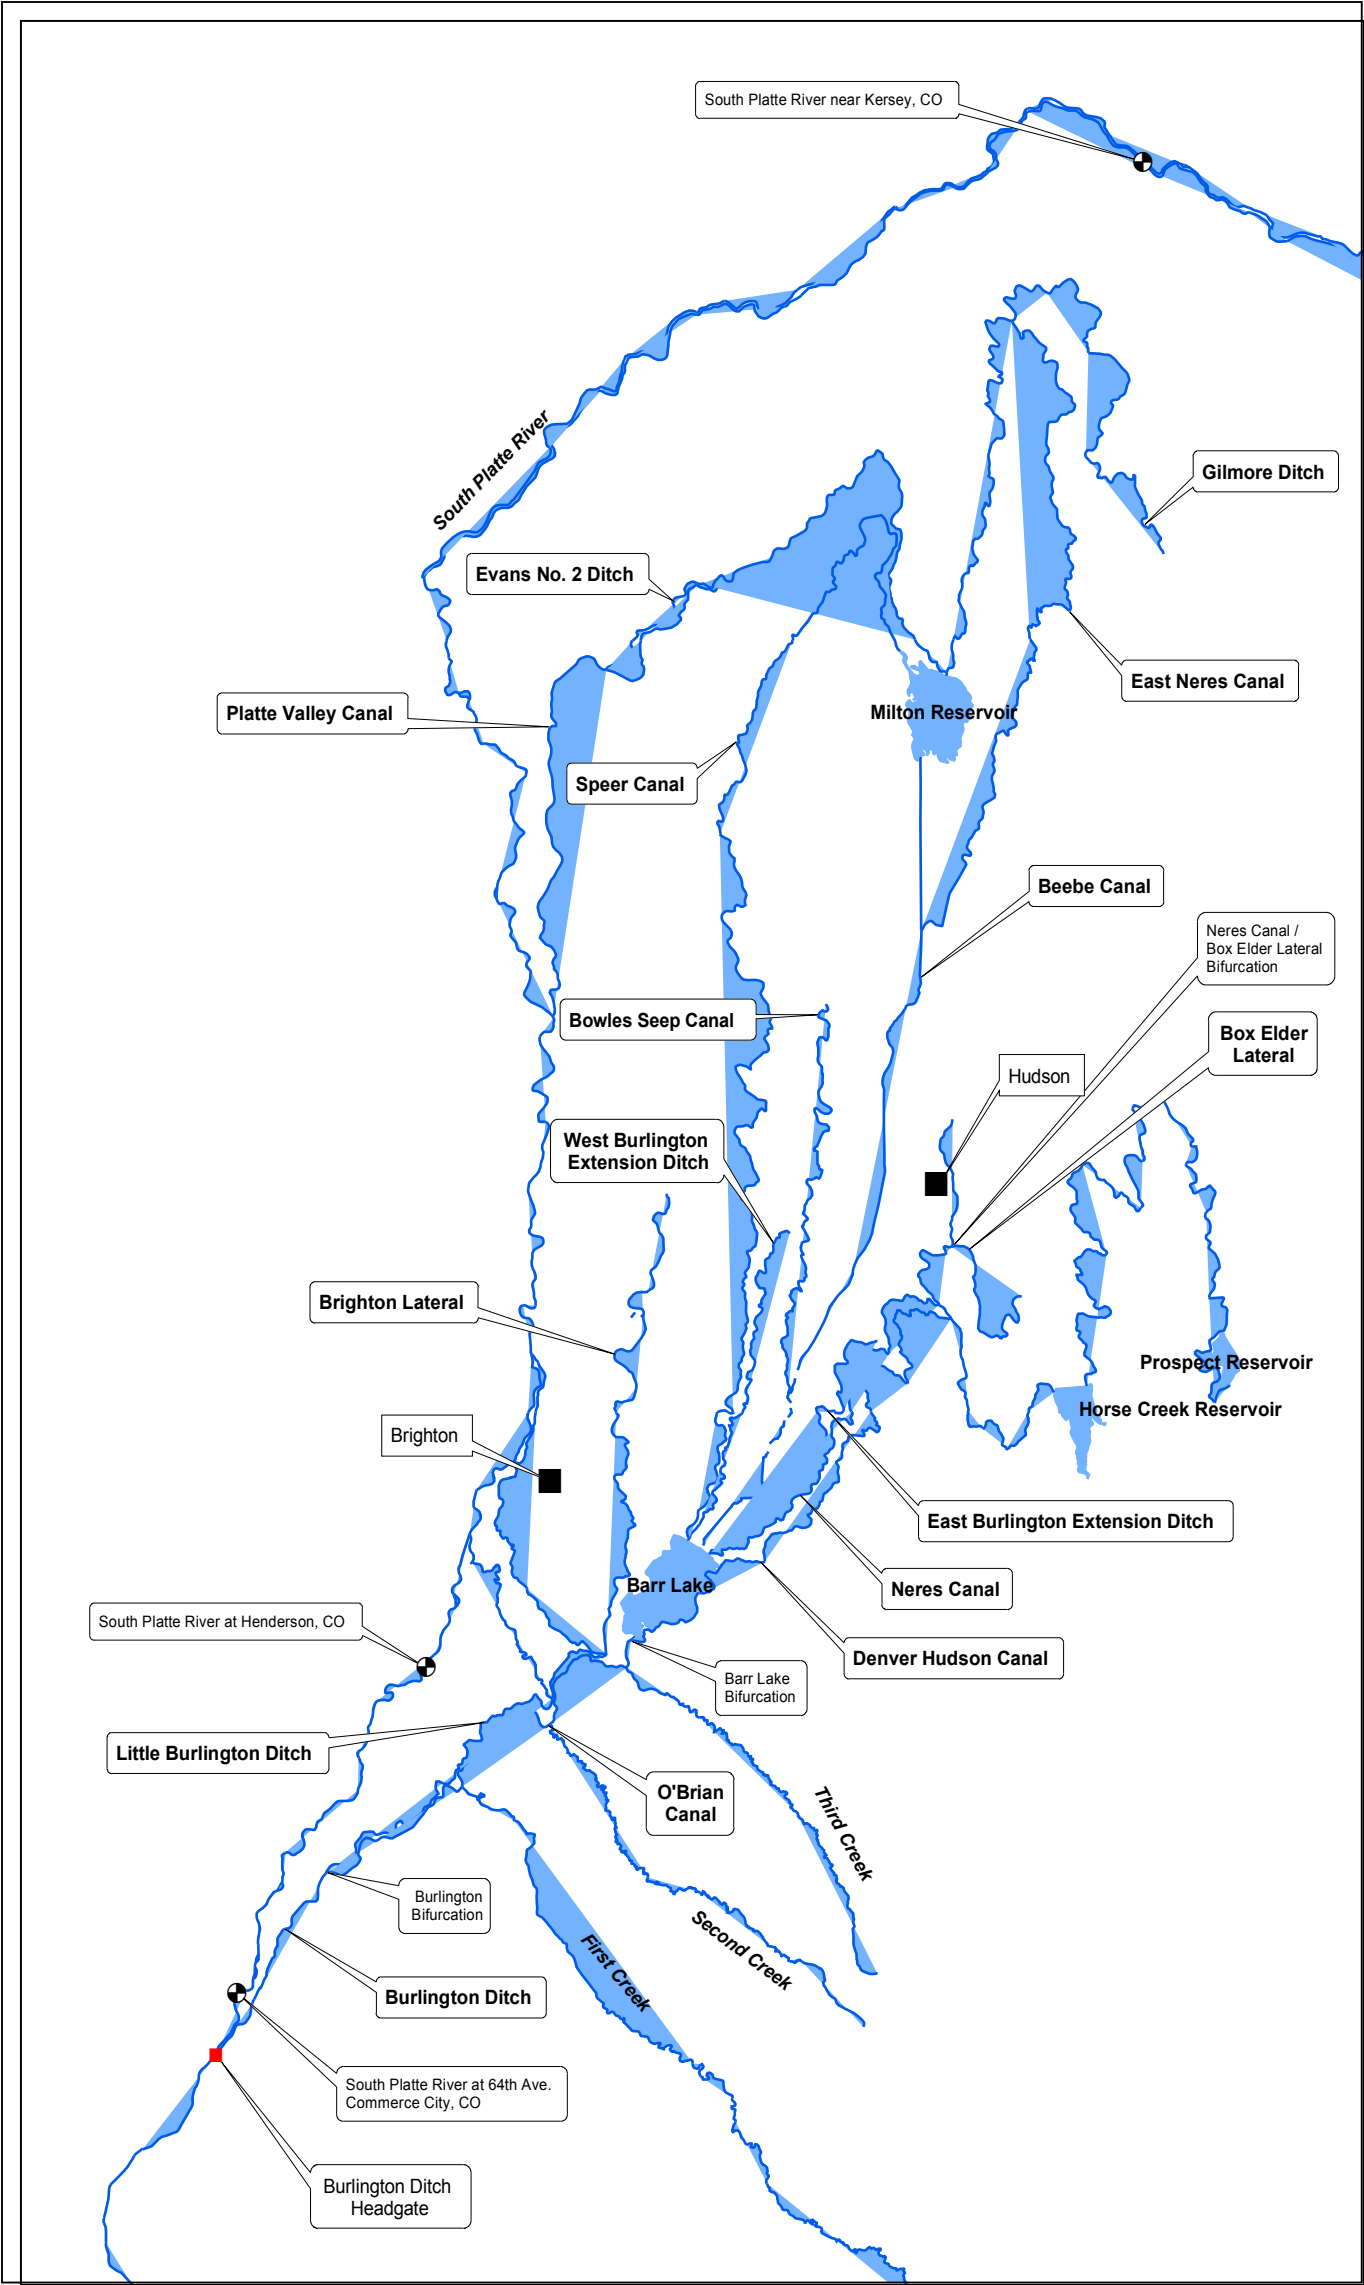 South Platte River near Kersey, CO
South Platte River
Gilmore Ditch
Evans No. 2 Ditch
East Neres Canal
Platte Valley Canal
Milton Reservoir
Speer Canal
Beebe Canal
Neres Canal /
Box Elder Lateral
Bifurcation
Bowles Seep Canal
Box Elder
Lateral
Hudson
West Burlington
Extension Ditch
Brighton Lateral
Prospect Reservoir
Horse Creek Reservoir
Brighton
East Burlington Extension Ditch
Barr Lake
Neres Canal
South Platte River at Henderson, CO
Denver Hudson Canal
Barr Lake
Bifurcation
Little Burlington Ditch
O'Brian
Canal
Third Creek
Burlington
Bifurcation
Second Creek
First Creek
Burlington Ditch
South Platte River at 64th Ave.
Commerce City, CO
Burlington Ditch
Headgate